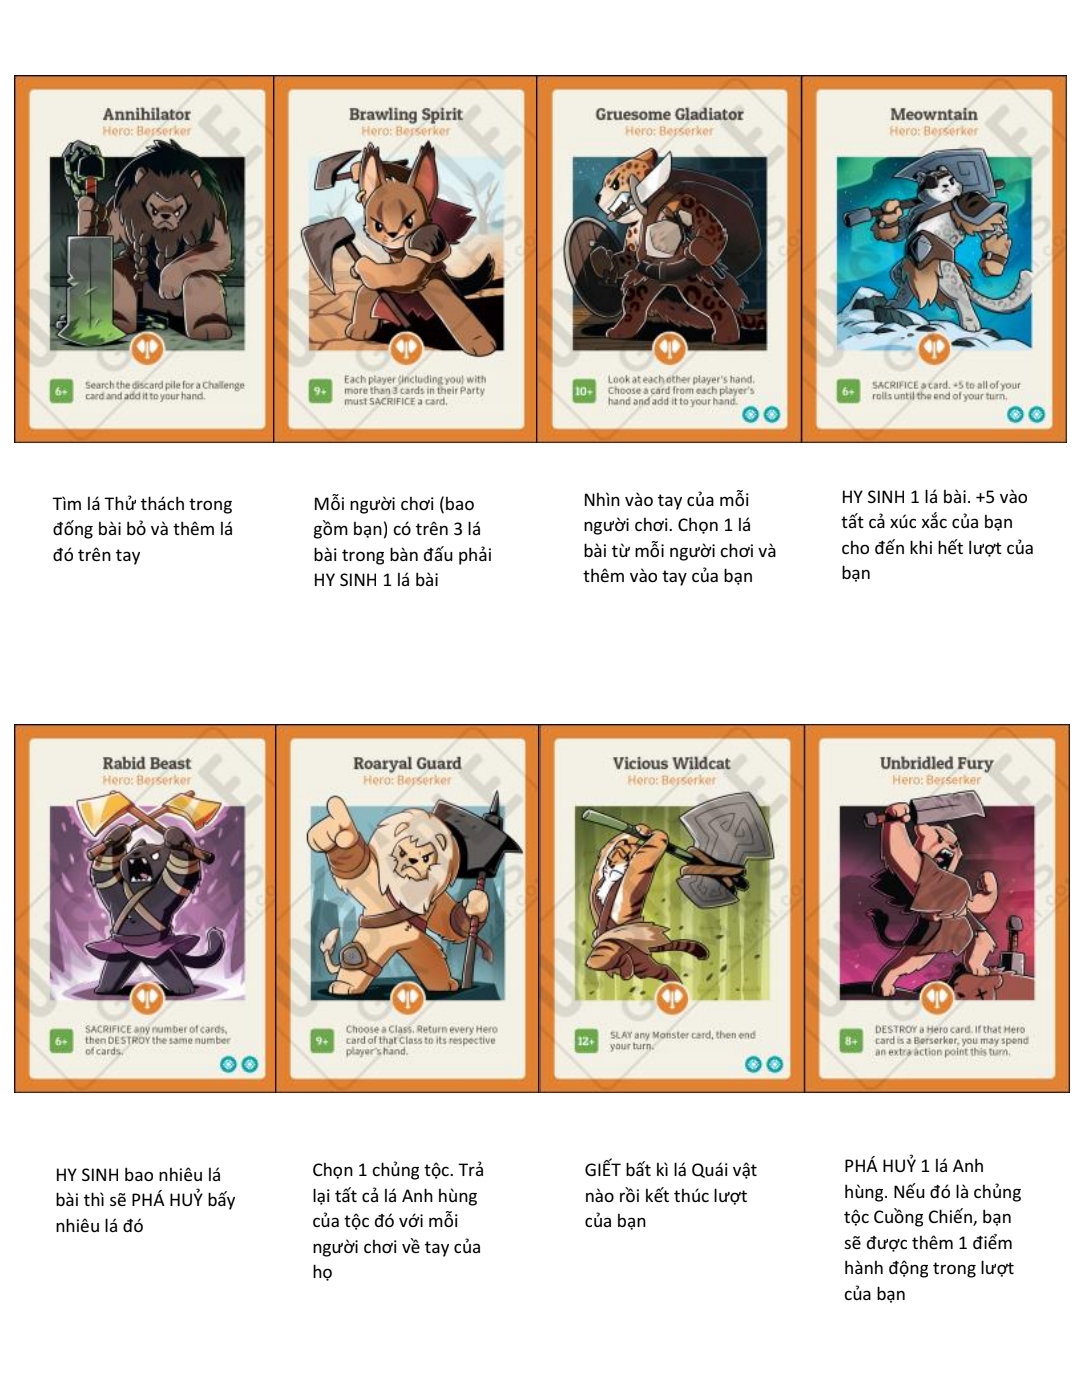 Annihilator
Hero: Berserker
6+
Search the discard pile for a Challenge
card and add it to your hand.
Brawling Spirit
Hero: Berserker
9+
Each player (including you) with
more than 3 cards in their Party
must SACRIFICE a card.
Gruesome Gladiator
Hero: Berserker
10+
Look at each other player's hand.
Choose a card from each player's
hand and add it to your hand.
Meowntain
Hero: Berserker
6+
SACRIFICE a card. +5 to all of your
rolls until the end of your turn.
Tìm lá Thử thách trong
đống bài bỏ và thêm lá
đó trên tay
Mỗi người chơi (bao
gồm bạn) có trên 3 lá
bài trong bàn đấu phải
HY SINH 1 lá bài
Nhìn vào tay của mỗi
người chơi. Chọn 1 lá
bài từ mỗi người chơi và
thêm vào tay của bạn
HY SINH 1 lá bài. +5 vào
tất cả xúc xắc của bạn
cho đến khi hết lượt của
bạn
Rabid Beast
Hero: Berserker
6+
SACRIFICE any number of cards,
then DESTROY the same number
of cards.
Roaryal Guard
Hero: Berserker
9+
Choose a Class. Return every Hero
card of that Class to its respective
player's hand.
Vicious Wildcat
Hero: Berserker
12+
SLAY any Monster card, then end
your turn.
Unbridled Fury
Hero: Berserker
8+
DESTROY a Hero card. If that Hero
card is a Berserker, you may spend
an extra action point this turn.
HY SINH bao nhiêu lá
bài thì sẽ PHÁ HUỶ bấy
nhiêu lá đó
Chọn 1 chủng tộc. Trả
lại tất cả lá Anh hùng
của tộc đó với mỗi
người chơi về tay của
họ
GIẾT bất kì lá Quái vật
nào rồi kết thúc lượt
của bạn
PHÁ HUỶ 1 lá Anh
hùng. Nếu đó là chủng
tộc Cuồng Chiến, bạn
sẽ được thêm 1 điểm
hành động trong lượt
của bạn